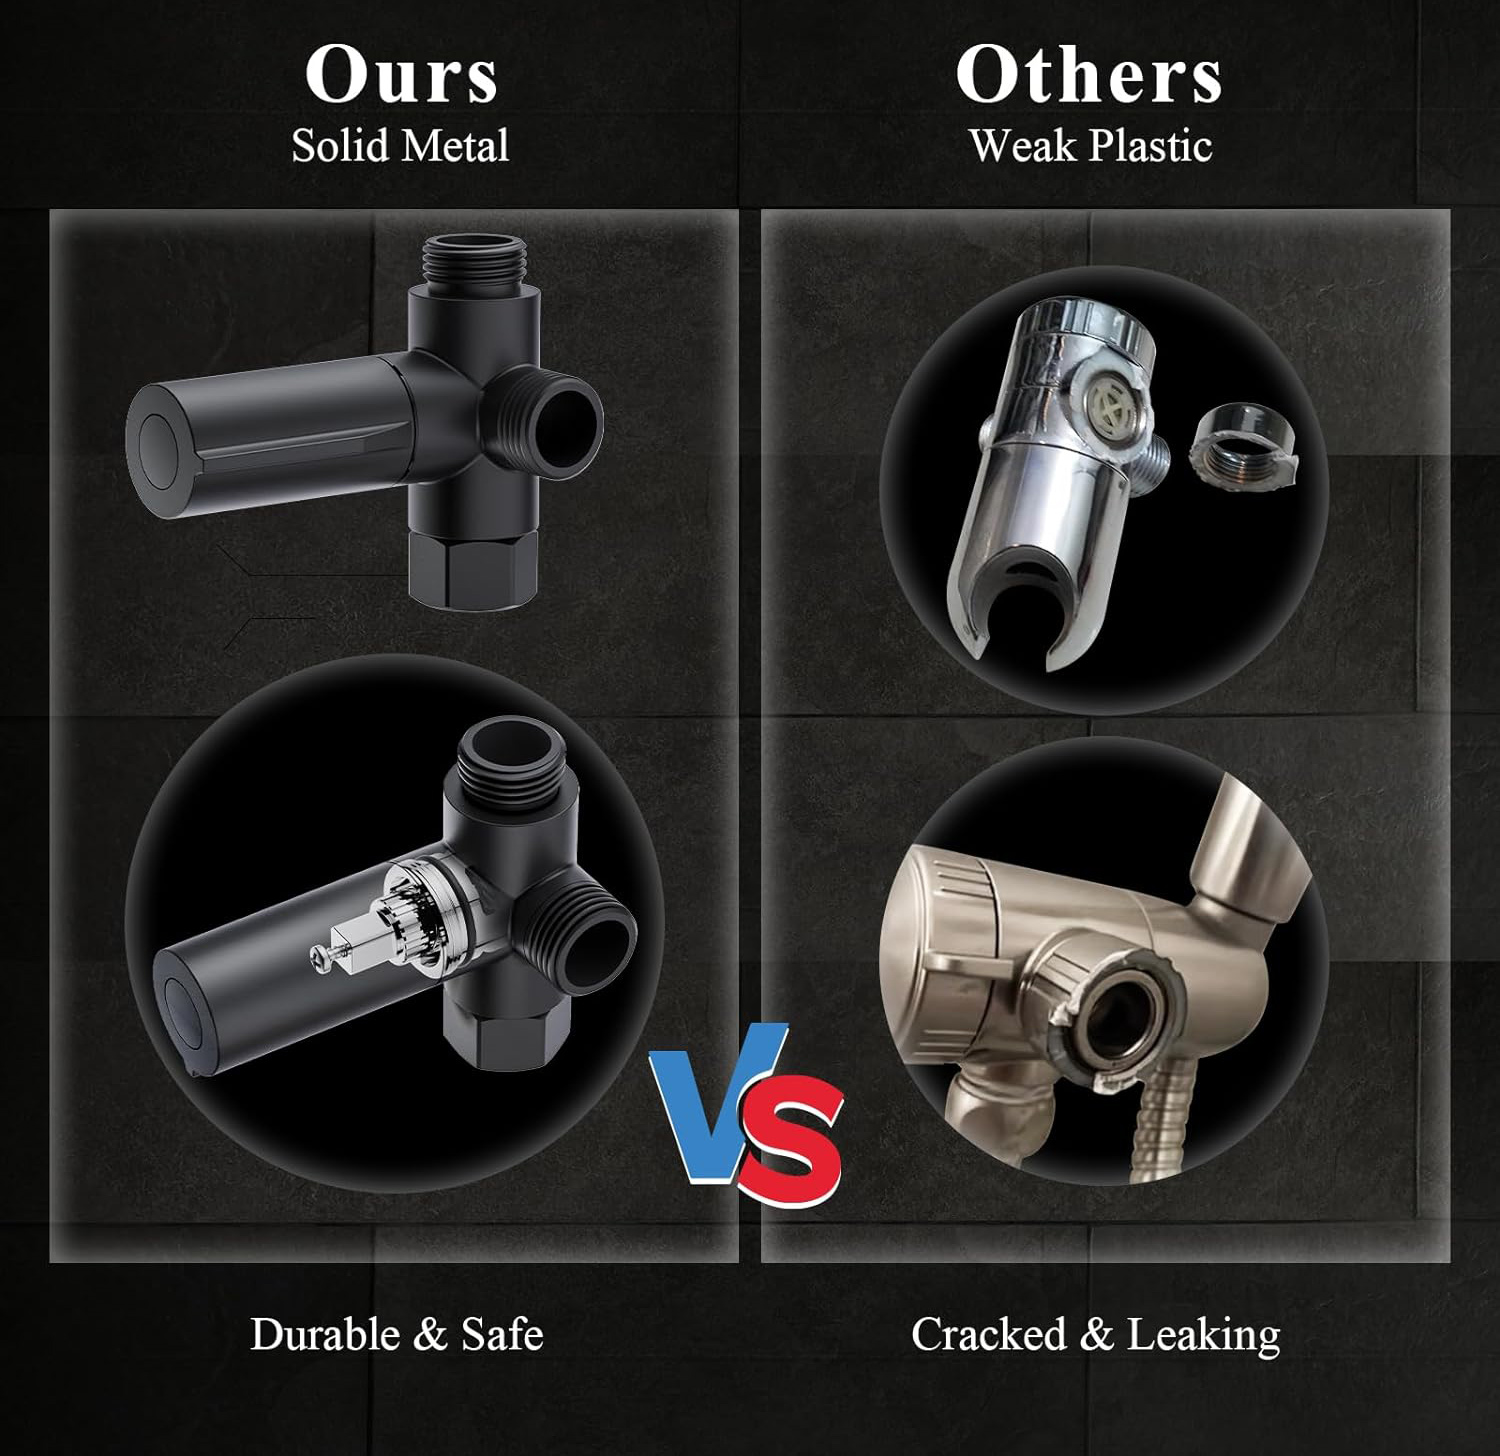 Ours
Solid Metal
Others
Weak Plastic
VS
Durable & Safe
Cracked & Leaking